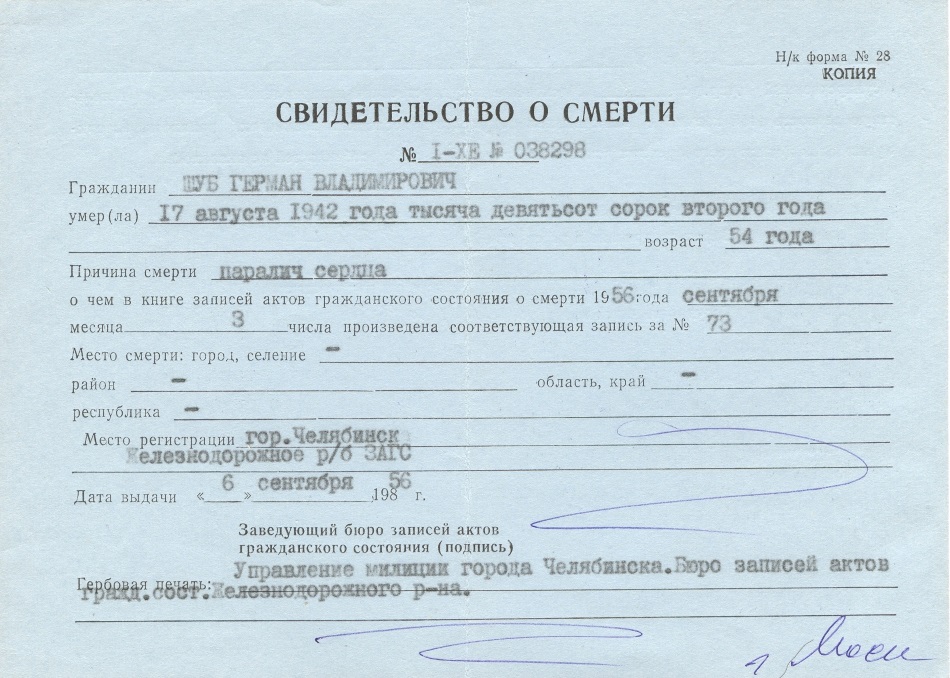 Н/к форма № 28
КОПИЯ
СВИДЕТЕЛЬСТВО О СМЕРТИ
№ I-ХЕ № 038298
Гражданин ШУБ ГЕРМАН ВЛАДИМИРОВИЧ
умер(ла) 17 августа 1942 года тысяча девятьсот сорок второго года
возраст 54 года
Причина смерти паралич сердца
о чем в книге записей актов гражданского состояния о смерти 1956 года сентября
месяца 3 числа произведена соответствующая запись за № 73
Место смерти: город, селение –
район – область, край –
республика –
Место регистрации гор.Челябинск
Железнодорожное р/б ЗАГС
Дата выдачи « 6 » сентября 56 198 г.
Заведующий бюро записей актов
гражданского состояния (подпись)
Управление милиции города Челябинска.Бюро записей актов
Гербовая печать:
гражд.сост.Железнодорожного р-на.